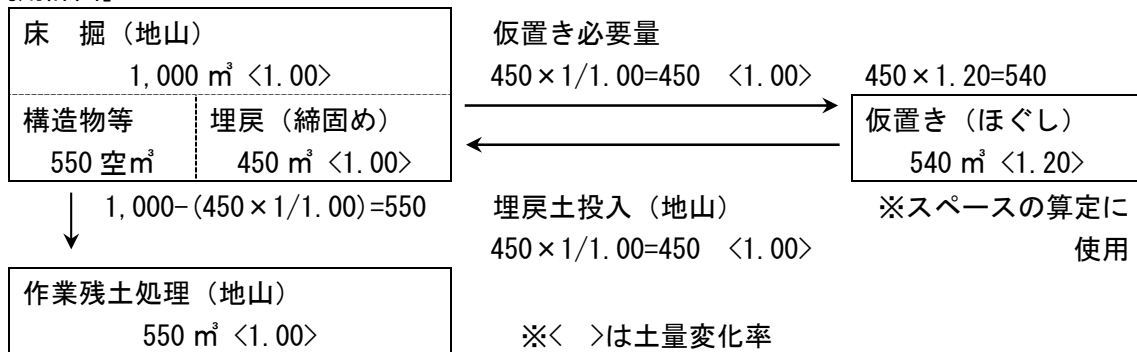 床　掘（地山）
1,000 ㎥ <1.00>
構造物等
550 空㎥
埋戻（締固め）
450 ㎥ <1.00>
仮置き必要量
450×1/1.00=450　<1.00>
450×1.20=540
仮置き（ほぐし）
540 ㎥ <1.20>
1,000-(450×1/1.00)=550
埋戻土投入（地山）
450×1/1.00=450　<1.00>
※スペースの算定に
使用
作業残土処理（地山）
550 ㎥ <1.00>
※<　>は土量変化率